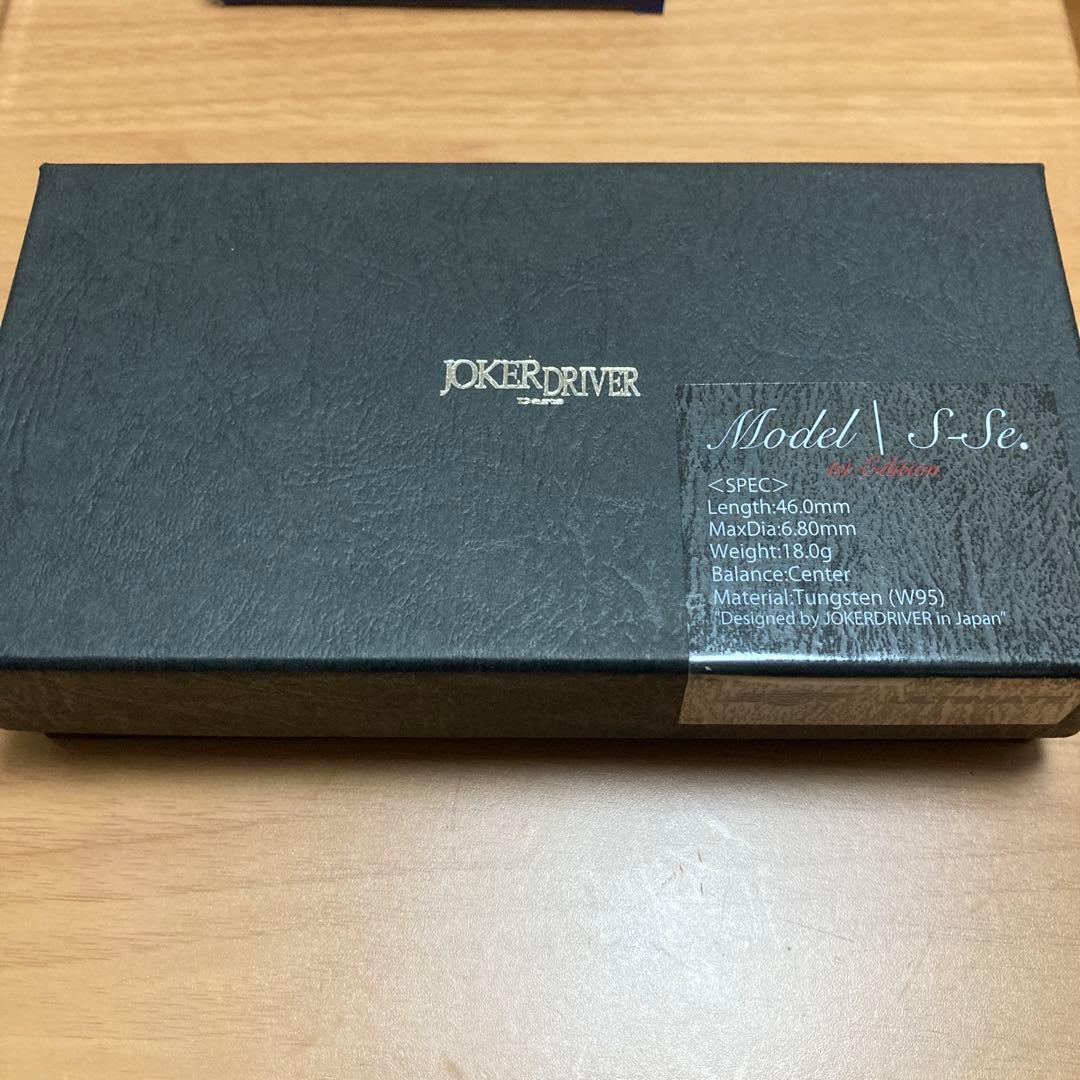 JOKERDRIVER
Darts
Model \ S-Se.
1st. Edition
<SPEC>
Length:46.0mm
MaxDia:6.80mm
Weight:18.0g
Balance:Center
Material:Tungsten (W95)
"Designed by JOKERDRIVER in Japan"